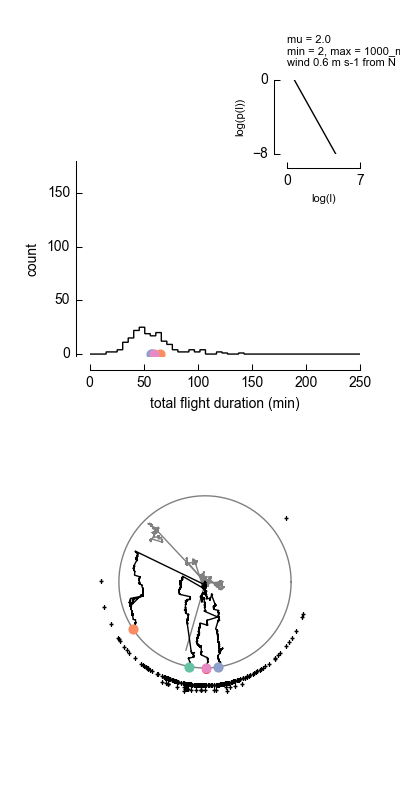 mu = 2.0
min = 2, max = 1000_m
wind 0.6 m s-1 from N
log(p(l))
0
−8
0 7
log(l)
count
150
100
50
0
0 50 100 150 200 250
total flight duration (min)